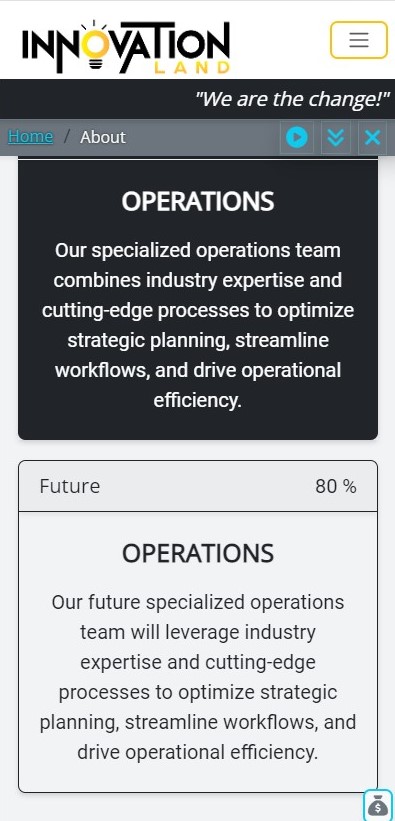 INNOVATION
LAND
"We are the change!"
Home / About
OPERATIONS
Our specialized operations team
combines industry expertise and
cutting-edge processes to optimize
strategic planning, streamline
workflows, and drive operational
efficiency.
Future 80 %
OPERATIONS
Our future specialized operations
team will leverage industry
expertise and cutting-edge
processes to optimize strategic
planning, streamline workflows, and
drive operational efficiency.